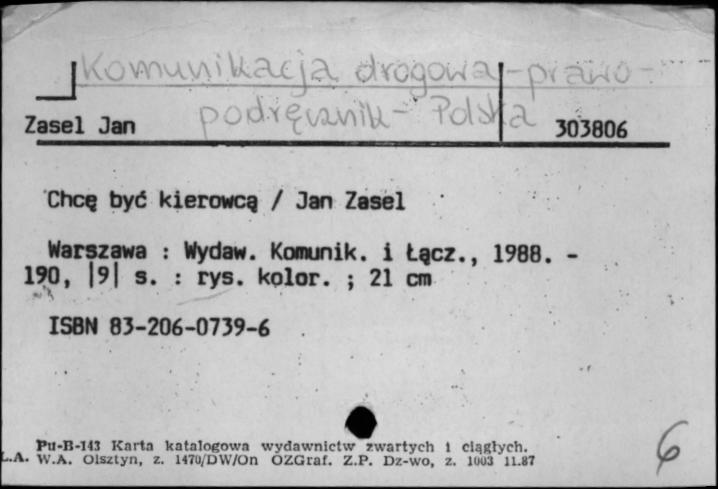 Komunikacja drogowa - prawo -
podręcznik - Polska
Zasel Jan 303806
Chcę być kierowcą / Jan Zasel
Warszawa : Wydaw. Komunik. i Łącz., 1988. -
190, |9| s. : rys. kolor. ; 21 cm
ISBN 83-206-0739-6
Pu-B-143 Karta katalogowa wydawnictw zwartych i ciągłych.
L.A. W.A. Olsztyn, z. 1470/DW/On OZGraf. Z.P. Dz-wo, z. 1003 11.87
6